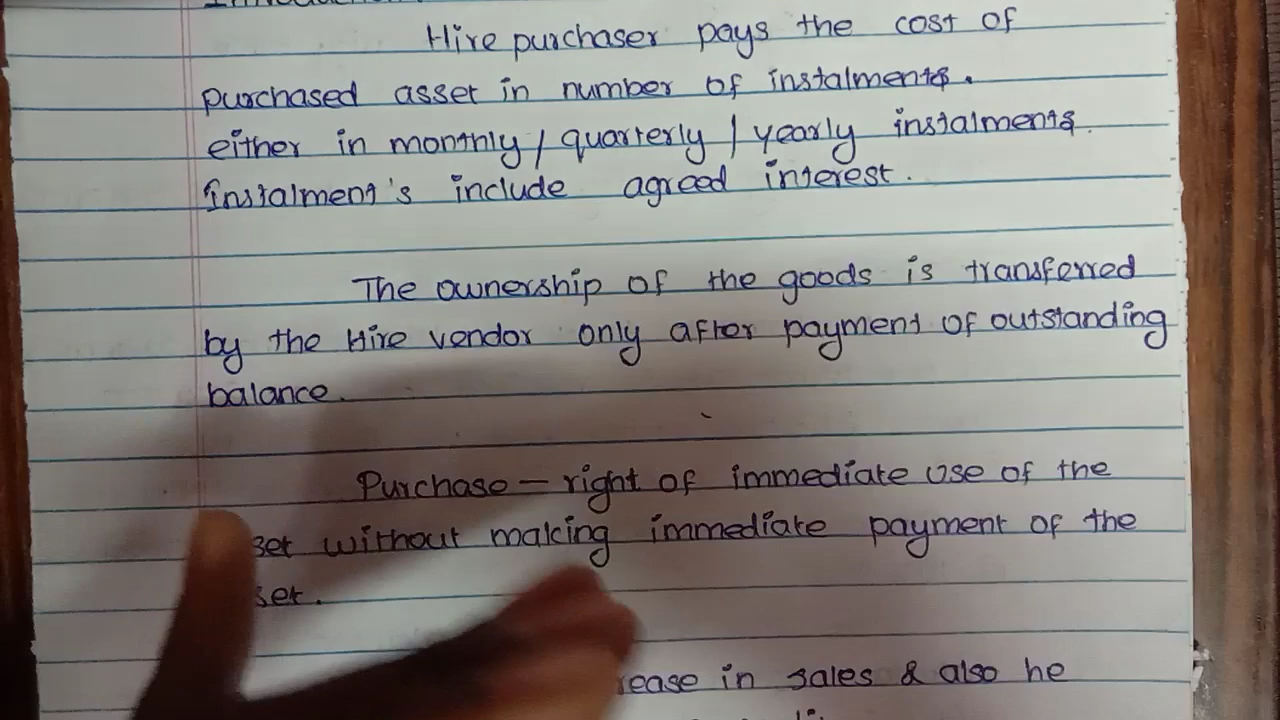 Hire purchaser pays the cost of
purchased asset in number of instalments.
either in monthly / quarterly / yearly instalments.
Instalment's include agreed interest.
The ownership of the goods is transferred
by the Hire vendor only after payment of outstanding
balance.
Purchase - right of immediate use of the
set without making immediate payment of the
set.
rease in sales & also he